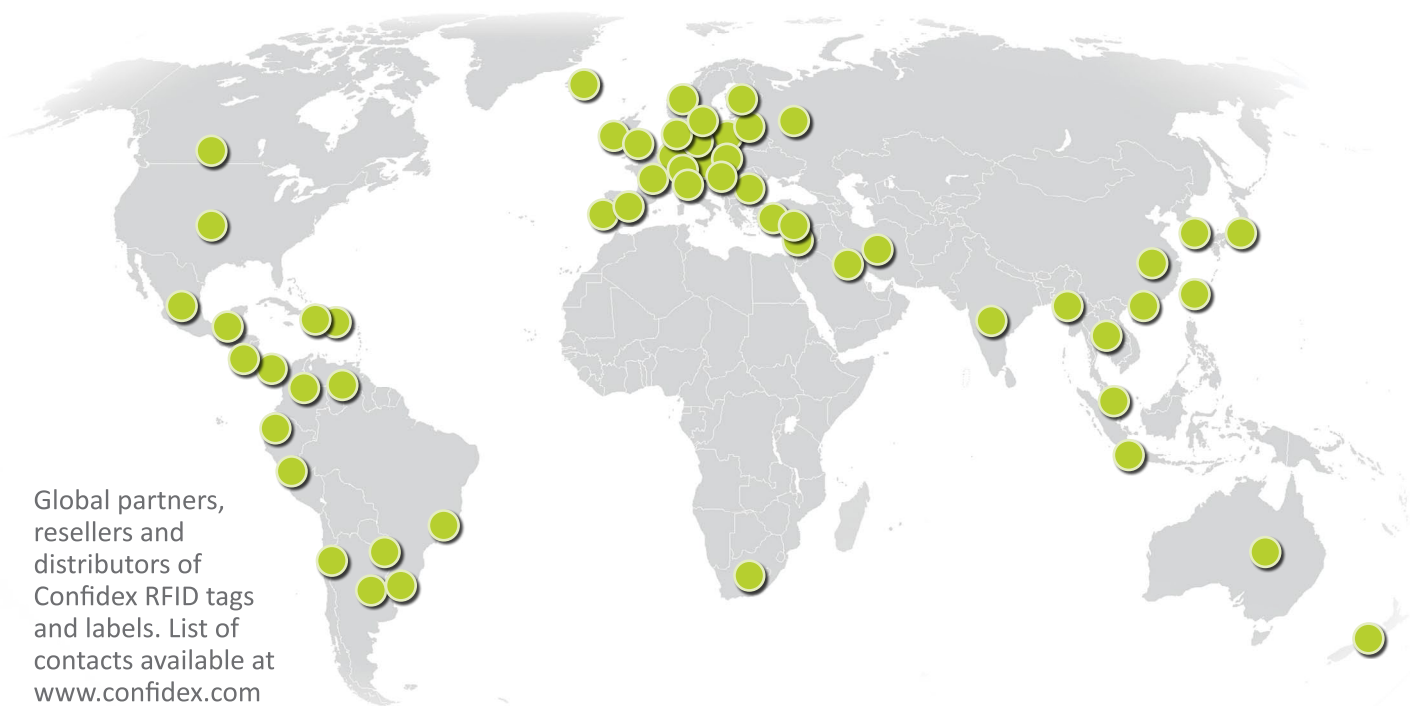 Global partners,
resellers and
distributors of
Confidex RFID tags
and labels. List of
contacts available at
www.confidex.com